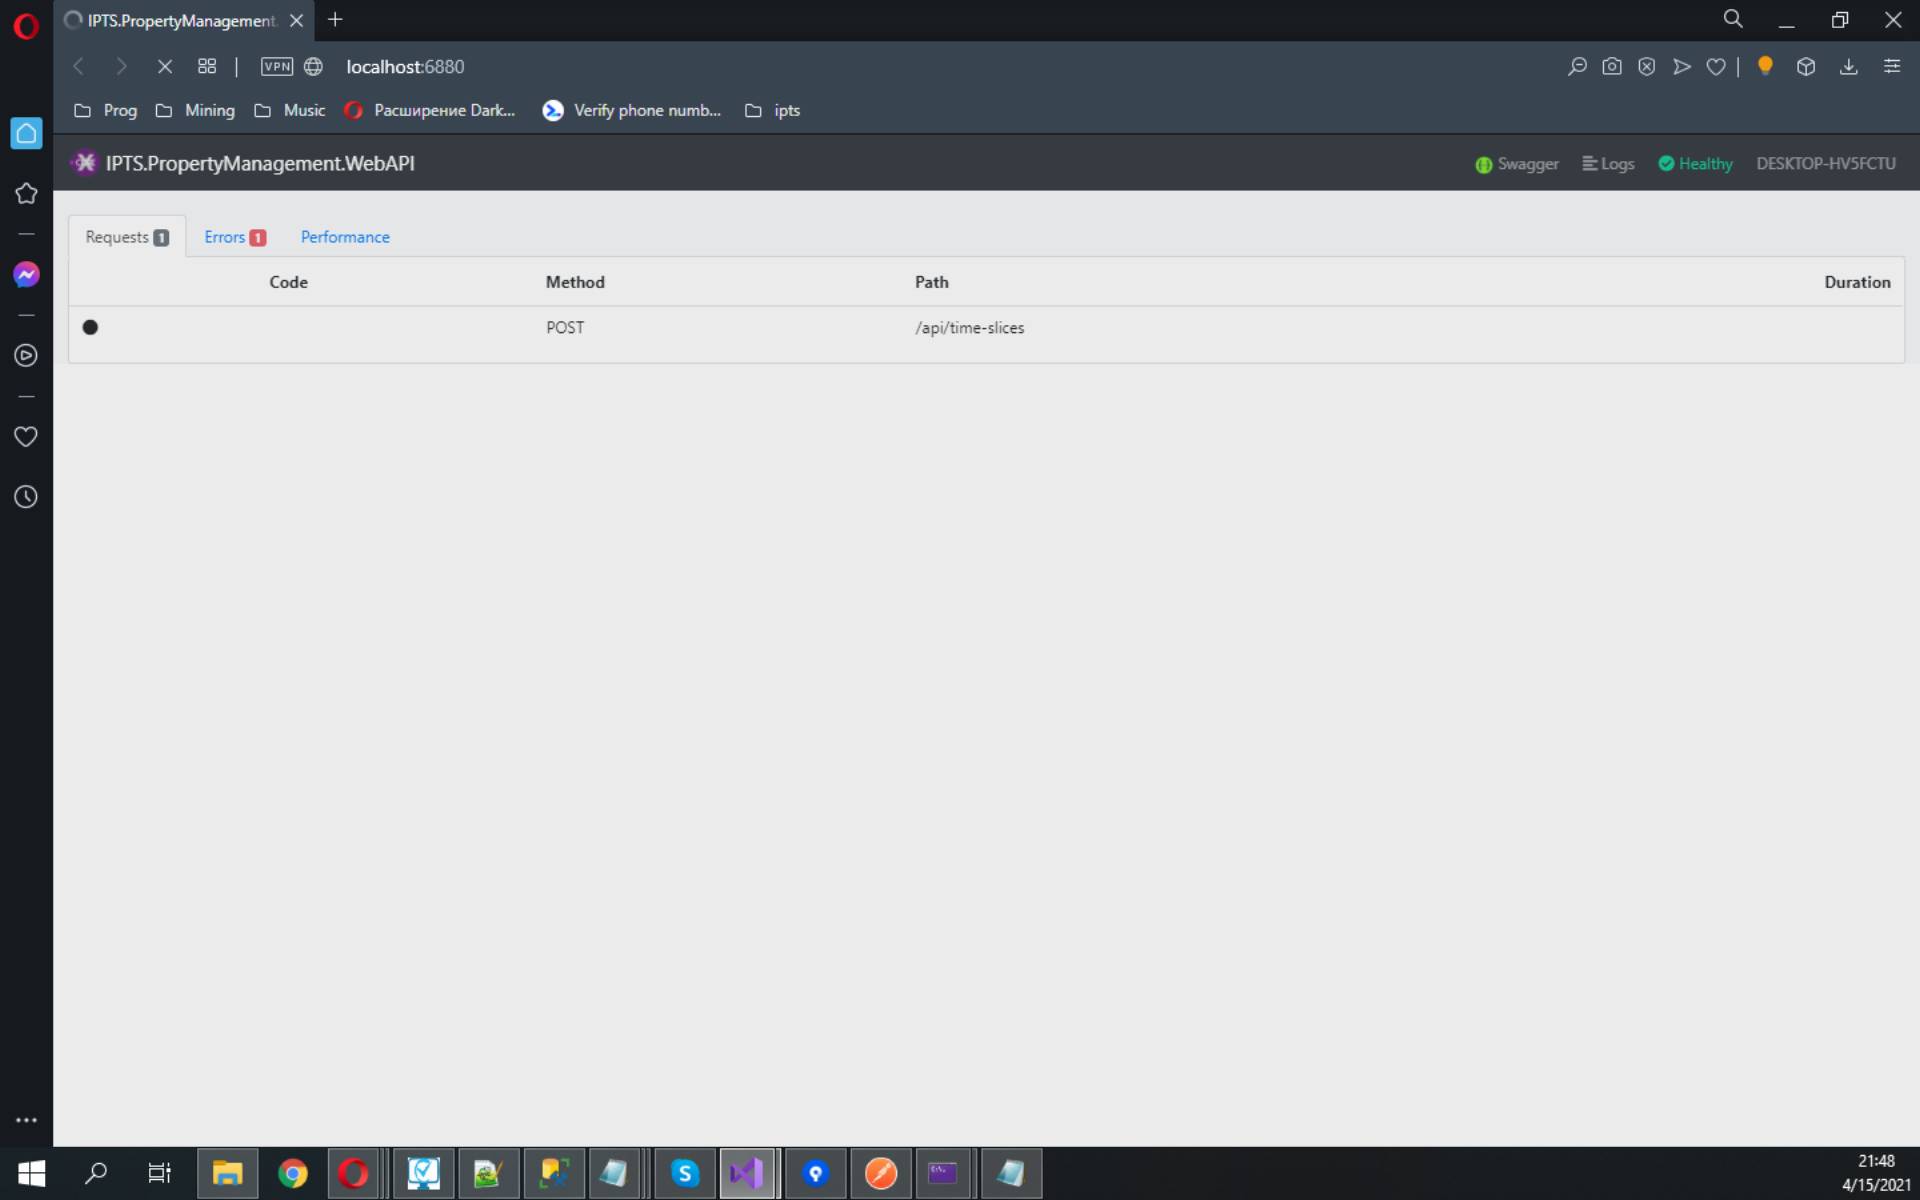 IPTS.PropertyManagement.
VPN localhost:6880
Prog Mining Music Расширение Dark... Verify phone numb... ipts
IPTS.PropertyManagement.WebAPI Swagger Logs Healthy DESKTOP-HV5FCTU
Requests 1 Errors 1 Performance
Code Method Path Duration
POST /api/time-slices
21:48
4/15/2021